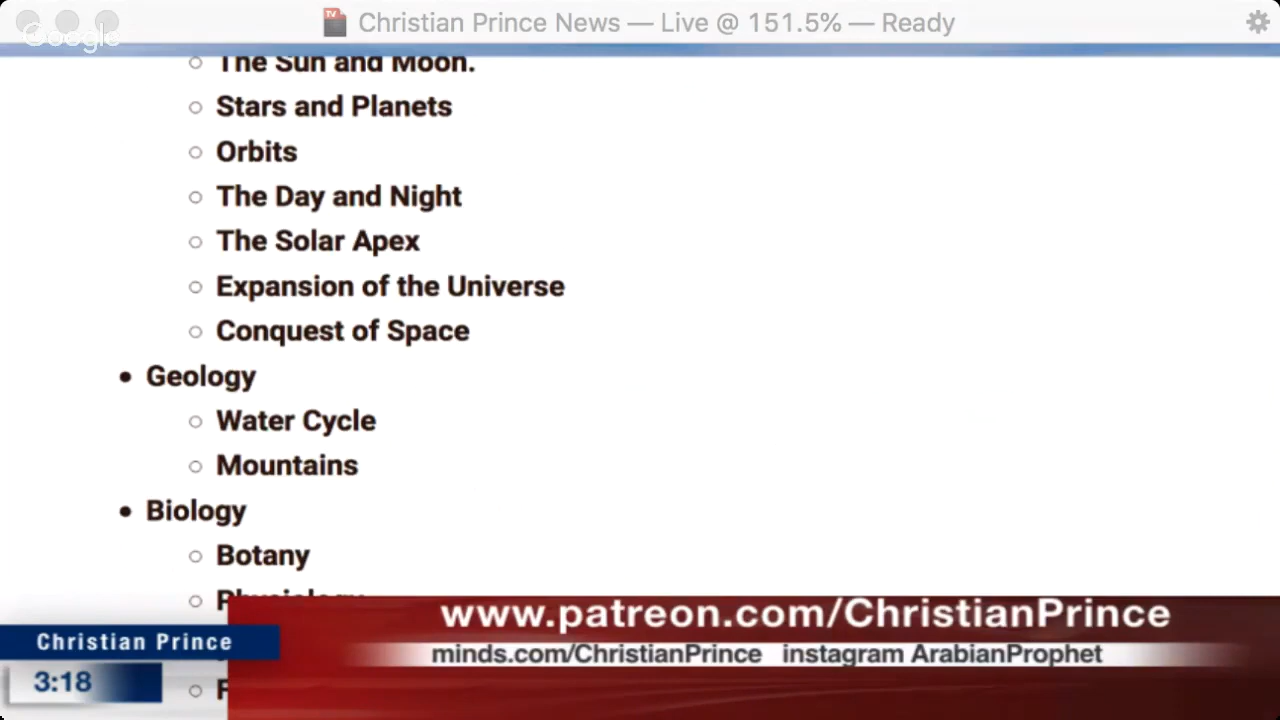 Christian Prince News — Live @ 151.5% — Ready
Google
The Sun and Moon.
Stars and Planets
Orbits
The Day and Night
The Solar Apex
Expansion of the Universe
Conquest of Space
Geology
Water Cycle
Mountains
Biology
Botany
Physiology
www.patreon.com/ChristianPrince
Christian Prince
minds.com/ChristianPrince instagram ArabianProphet
3:18